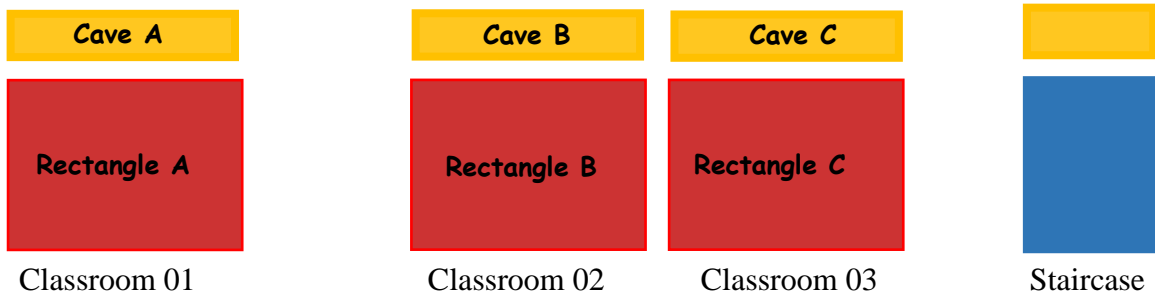 Cave A
Cave B
Cave C
Rectangle A
Rectangle B
Rectangle C
Classroom 01
Classroom 02
Classroom 03
Staircase